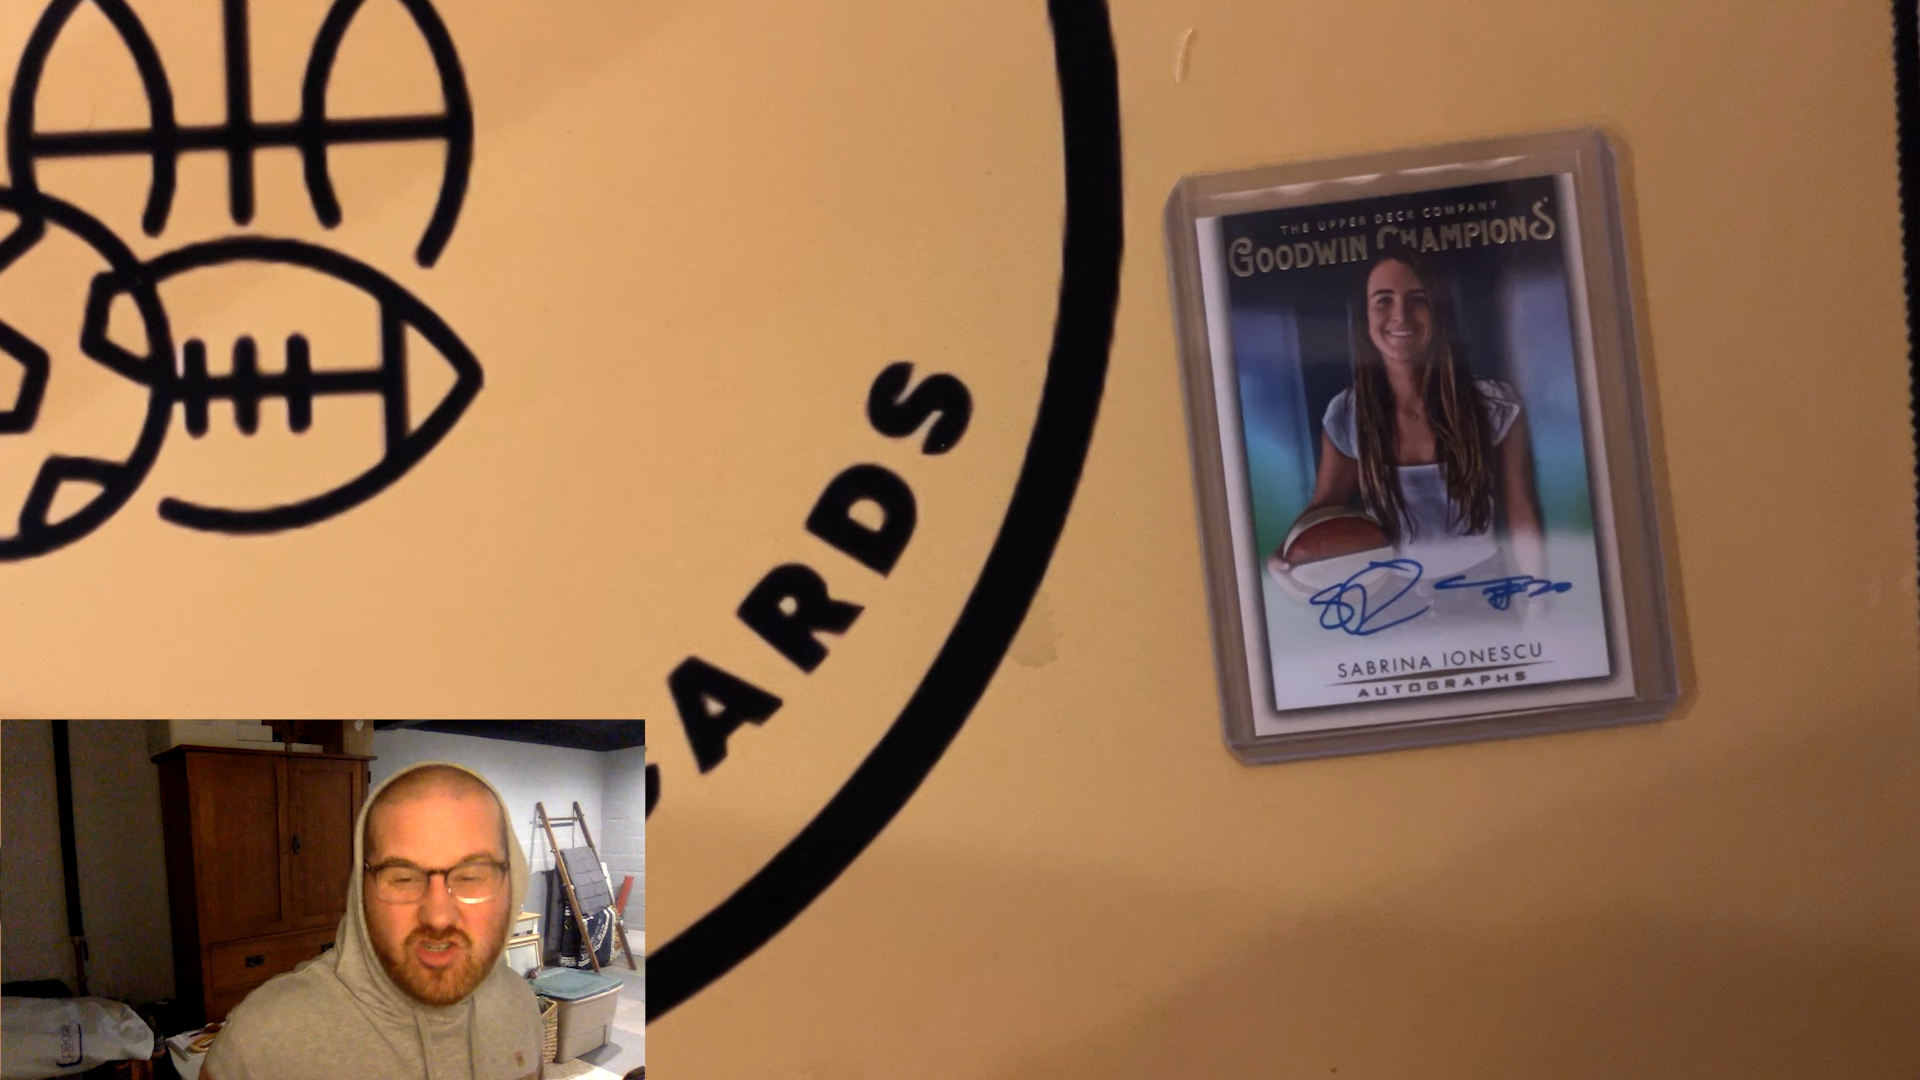 THE UPPER DECK COMPANY
GOODWIN CHAMPIONS
SABRINA IONESCU
AUTOGRAPHS
CARDS